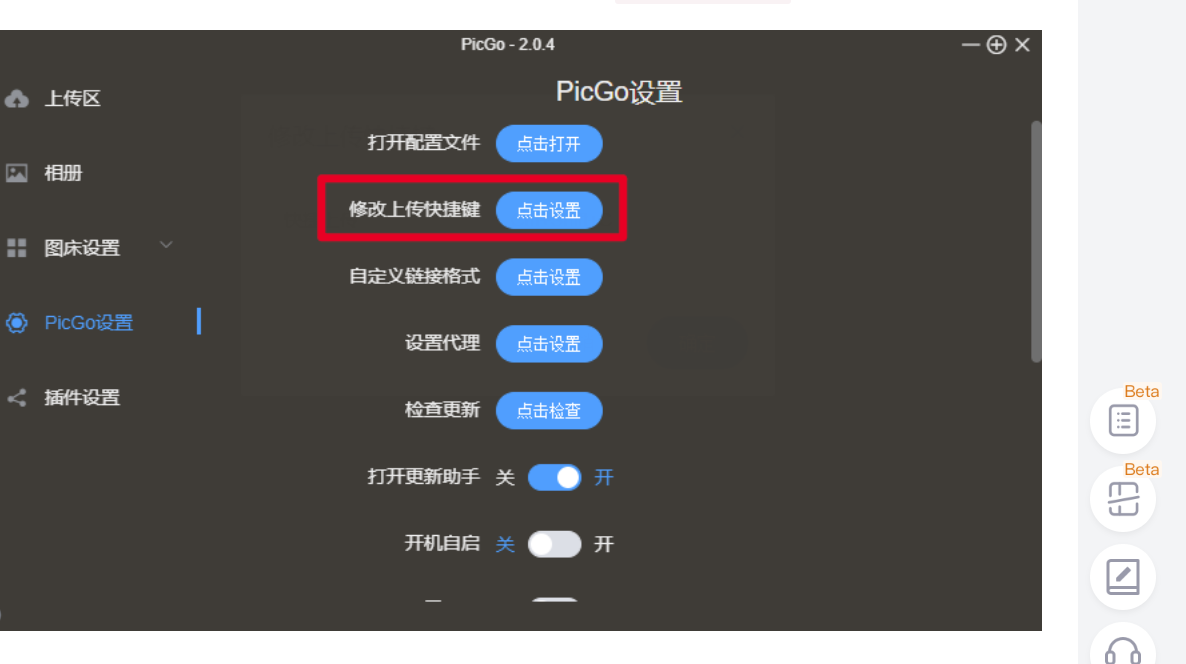 PicGo - 2.0.4
PicGo设置
上传区
相册
图床设置
PicGo设置
插件设置
打开配置文件 点击打开
修改上传快捷键 点击设置
自定义链接格式 点击设置
设置代理 点击设置
检查更新 点击检查
打开更新助手 关 开
开机自启 关 开
Beta
Beta